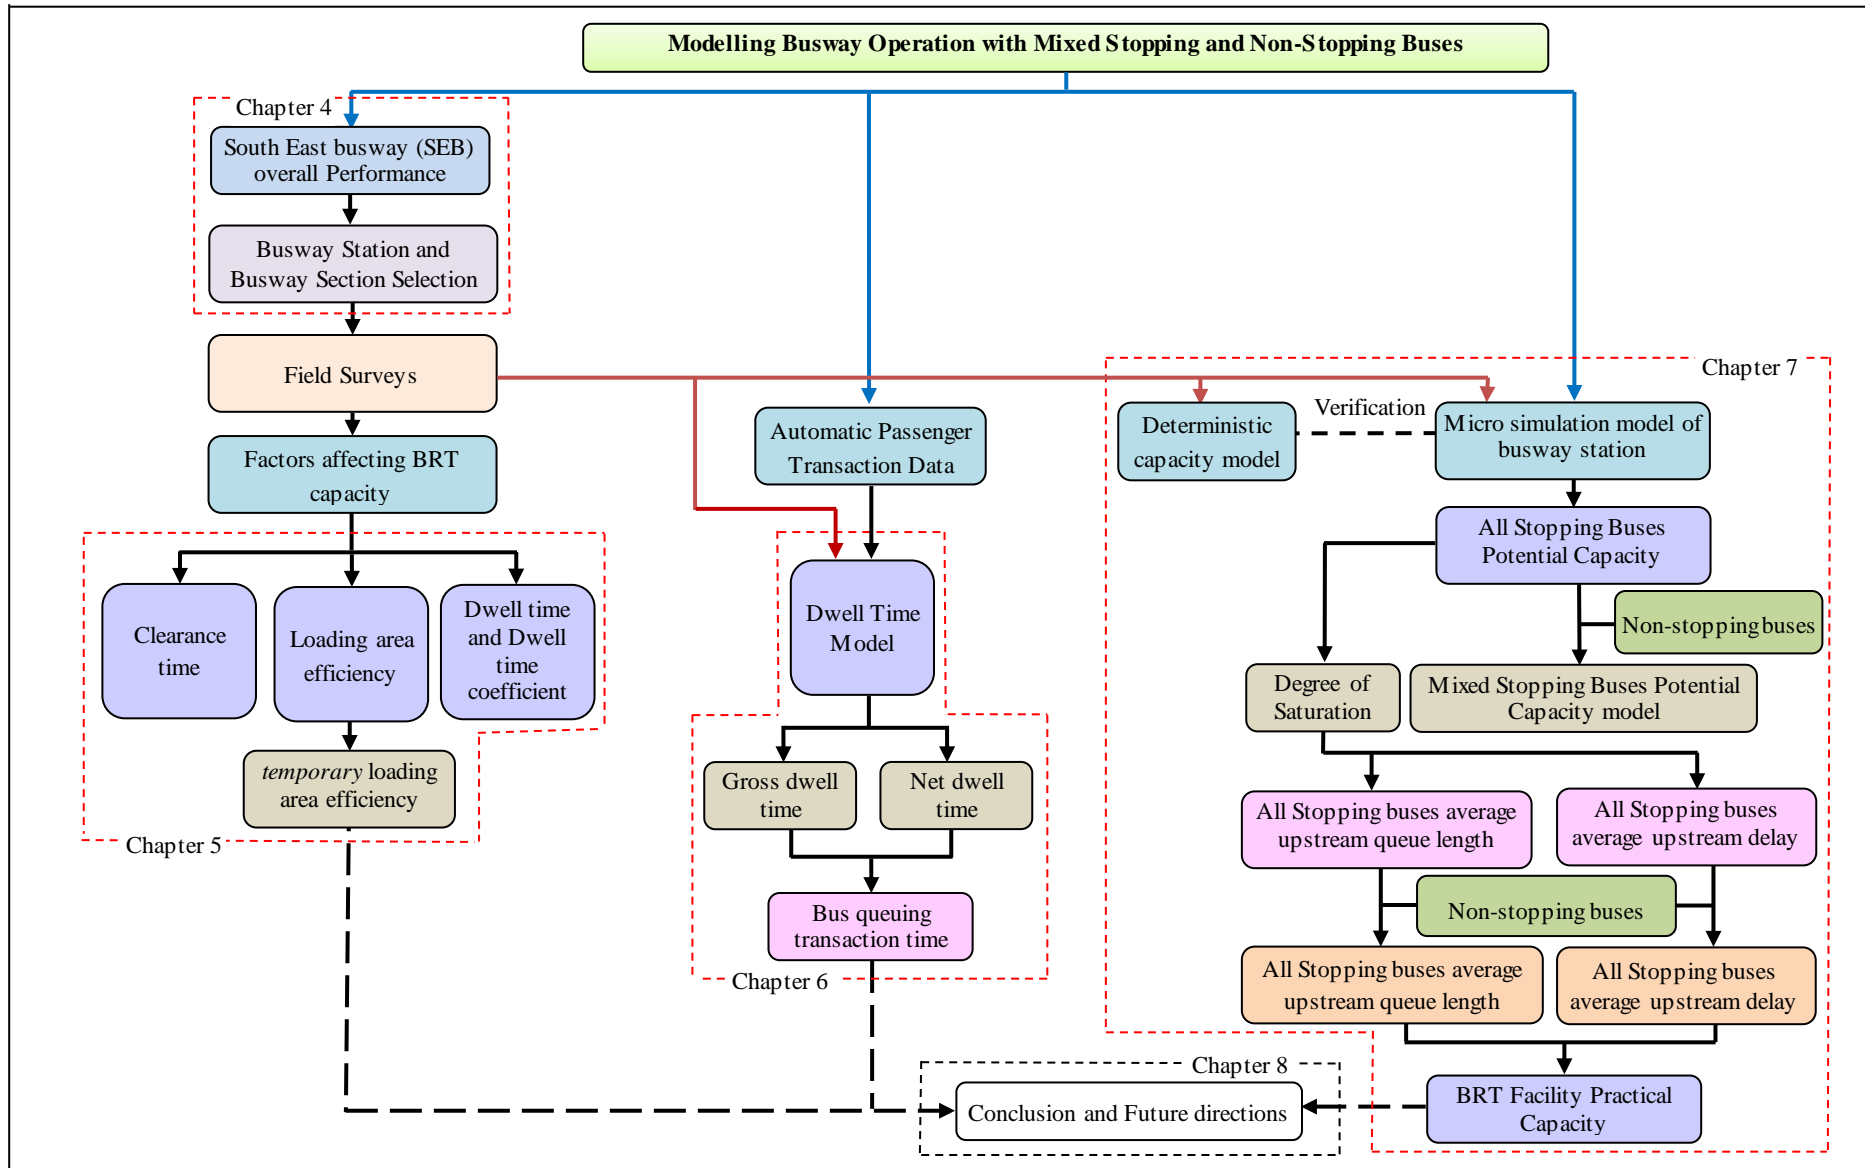 Modelling Busway Operation with Mixed Stopping and Non-Stopping Buses
Chapter 4
South East busway (SEB)
overall Performance
Busway Station and
Busway Section Selection
Field Surveys
Factors affecting BRT
capacity
Clearance
time
Loading area
efficiency
Dwell time
and Dwell
time
coefficient
temporary loading
area efficiency
Chapter 5
Automatic Passenger
Transaction Data
Dwell Time
Model
Gross dwell
time
Net dwell
time
Bus queuing
transaction time
Chapter 6
Chapter 7
Deterministic
capacity model
Verification
Micro simulation model of
busway station
All Stopping Buses
Potential Capacity
Non-stopping buses
Degree of
Saturation
Mixed Stopping Buses Potential
Capacity model
All Stopping buses average
upstream queue length
All Stopping buses
average upstream delay
Non-stopping buses
All Stopping buses average
upstream queue length
All Stopping buses
average upstream delay
BRT Facility Practical
Capacity
Chapter 8
Conclusion and Future directions